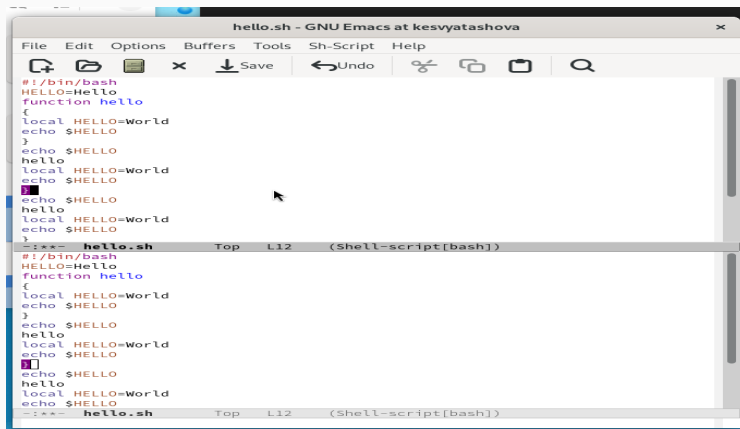 hello.sh - GNU Emacs at kesvyatashova
File Edit Options Buffers Tools Sh-Script Help
Save Undo
#!/bin/bash
HELLO=Hello
function hello
{
local HELLO=World
echo $HELLO
}
echo $HELLO
hello
local HELLO=World
echo $HELLO
}
echo $HELLO
hello
local HELLO=World
echo $HELLO
}
-:**- hello.sh Top L12 (Shell-script[bash])
#!/bin/bash
HELLO=Hello
function hello
{
local HELLO=World
echo $HELLO
}
echo $HELLO
hello
local HELLO=World
echo $HELLO
}
echo $HELLO
hello
local HELLO=World
echo $HELLO
-:**- hello.sh Top L12 (Shell-script[bash])